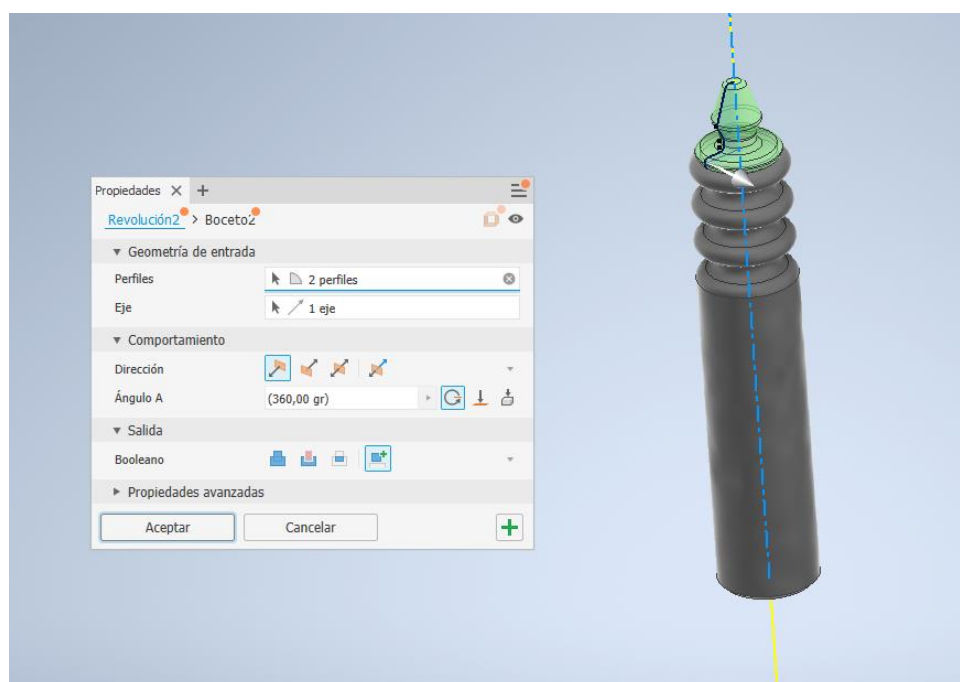 Propiedades × +
Revolución2 > Boceto2
▼ Geometría de entrada
Perfiles 2 perfiles
Eje 1 eje
▼ Comportamiento
Dirección
Ángulo A (360,00 gr)
▼ Salida
Booleano
► Propiedades avanzadas
Aceptar Cancelar